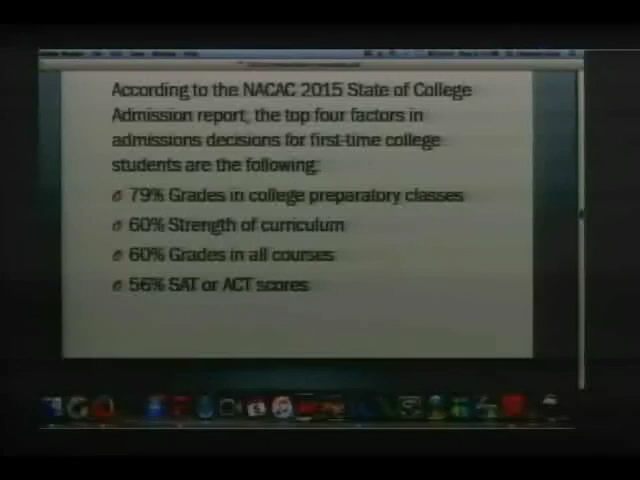 According to the NACAC 2015 State of College
Admission report, the top four factors in
admissions decisions for first-time college
students are the following:
79% Grades in college preparatory classes
60% Strength of curriculum
60% Grades in all courses
56% SAT or ACT scores